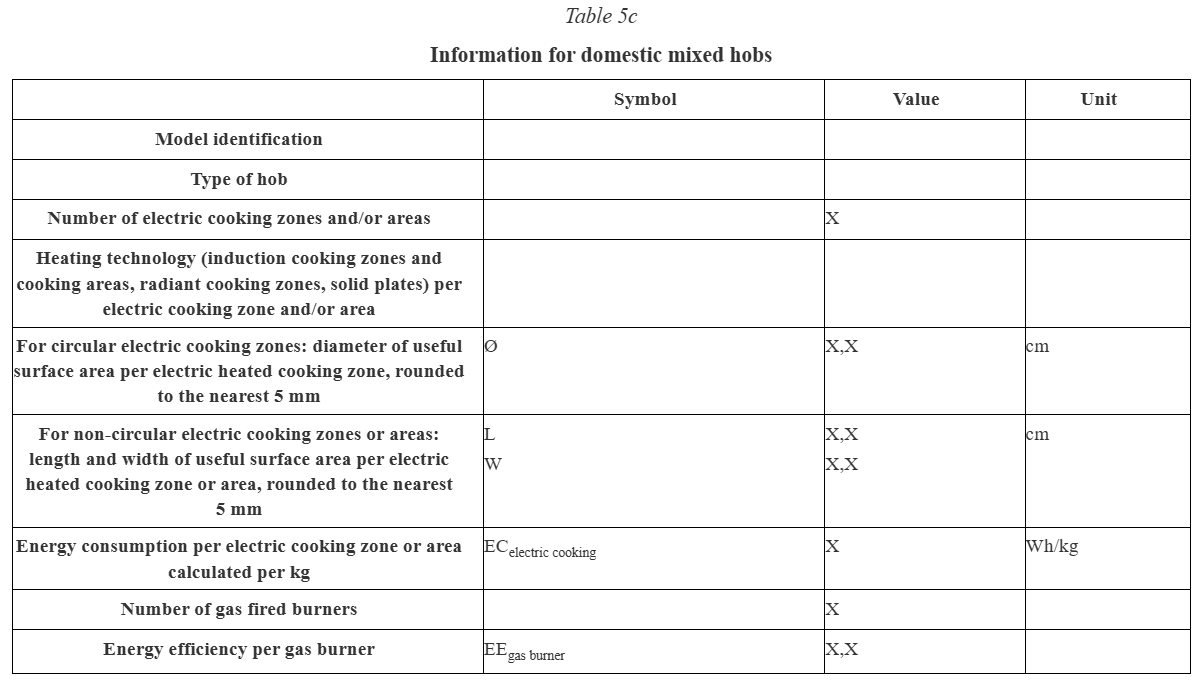 Table 5c
Information for domestic mixed hobs
Symbol Value Unit
Model identification
Type of hob
Number of electric cooking zones and/or areas X
Heating technology (induction cooking zones and
cooking areas, radiant cooking zones, solid plates) per
electric cooking zone and/or area
For circular electric cooking zones: diameter of useful Ø X,X cm
surface area per electric heated cooking zone, rounded
to the nearest 5 mm
For non-circular electric cooking zones or areas: L X,X cm
length and width of useful surface area per electric W X,X
heated cooking zone or area, rounded to the nearest
5 mm
Energy consumption per electric cooking zone or area EC electric cooking X Wh/kg
calculated per kg
Number of gas fired burners X
Energy efficiency per gas burner EE gas burner X,X